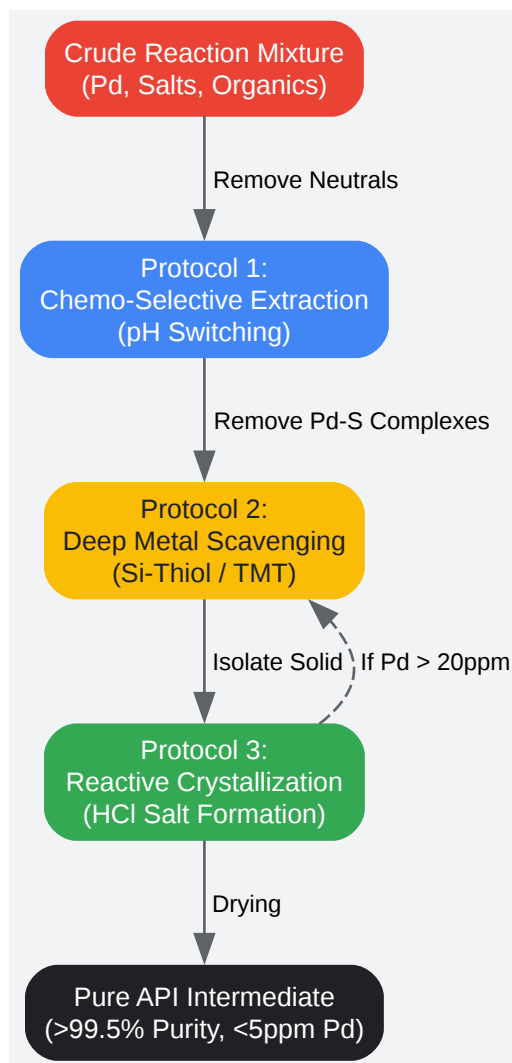 Crude Reaction Mixture
(Pd, Salts, Organics)
Remove Neutrals
Protocol 1:
Chemo-Selective Extraction
(pH Switching)
Remove Pd-S Complexes
Protocol 2:
Deep Metal Scavenging
(Si-Thiol / TMT)
Isolate Solid
If Pd > 20ppm
Protocol 3:
Reactive Crystallization
(HCl Salt Formation)
Drying
Pure API Intermediate
(>99.5% Purity, <5ppm Pd)